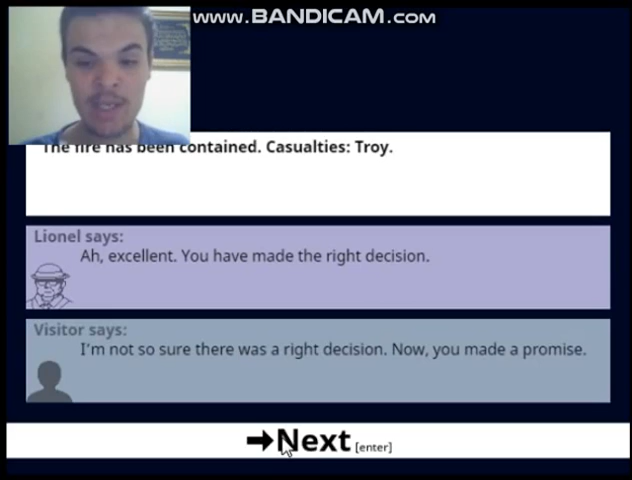 www.BANDICAM.com
The fire has been contained. Casualties: Troy.
Lionel says:
Ah, excellent. You have made the right decision.
Visitor says:
I'm not so sure there was a right decision. Now, you made a promise.
➡Next [enter]